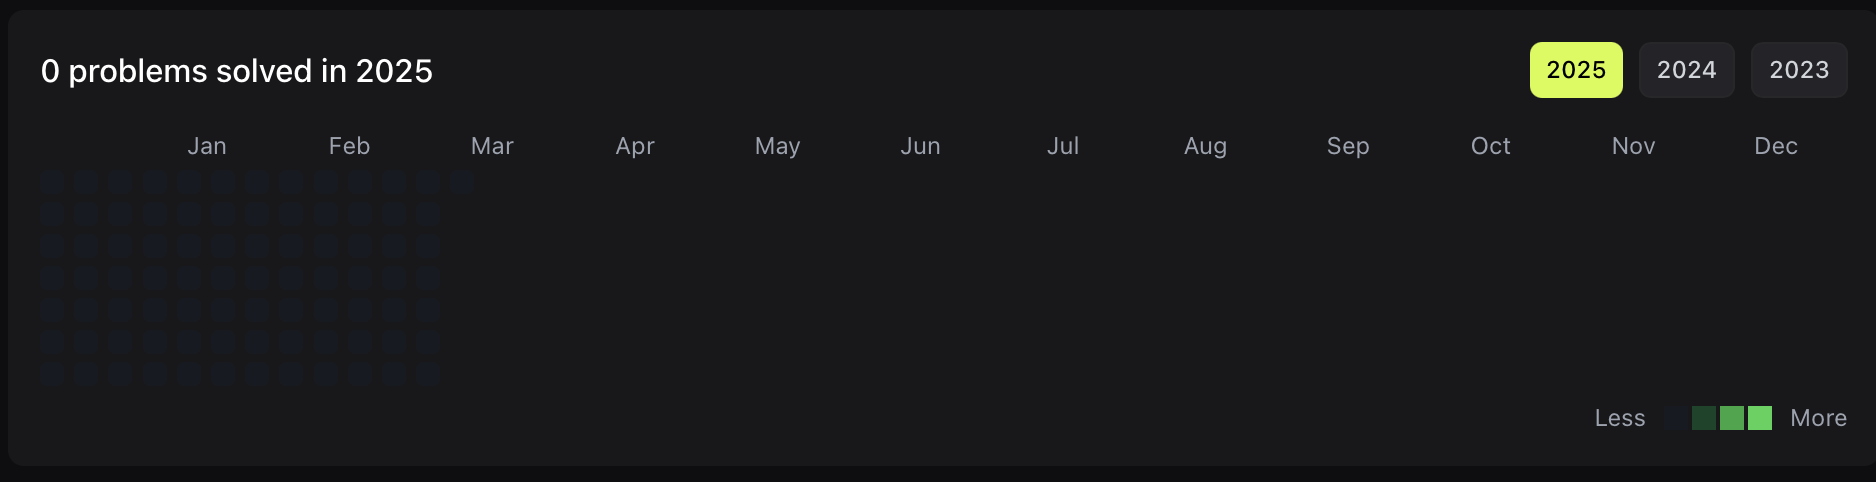 0 problems solved in 2025
2025 2024 2023
Jan Feb Mar Apr May Jun Jul Aug Sep Oct Nov Dec
Less More